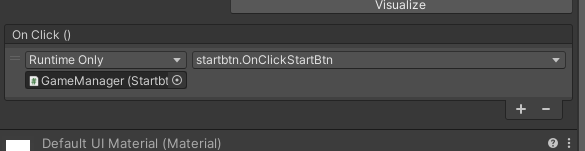 Visualize
On Click ()
Runtime Only startbtn.OnClickStartBtn
GameManager (Startbt
Default UI Material (Material)